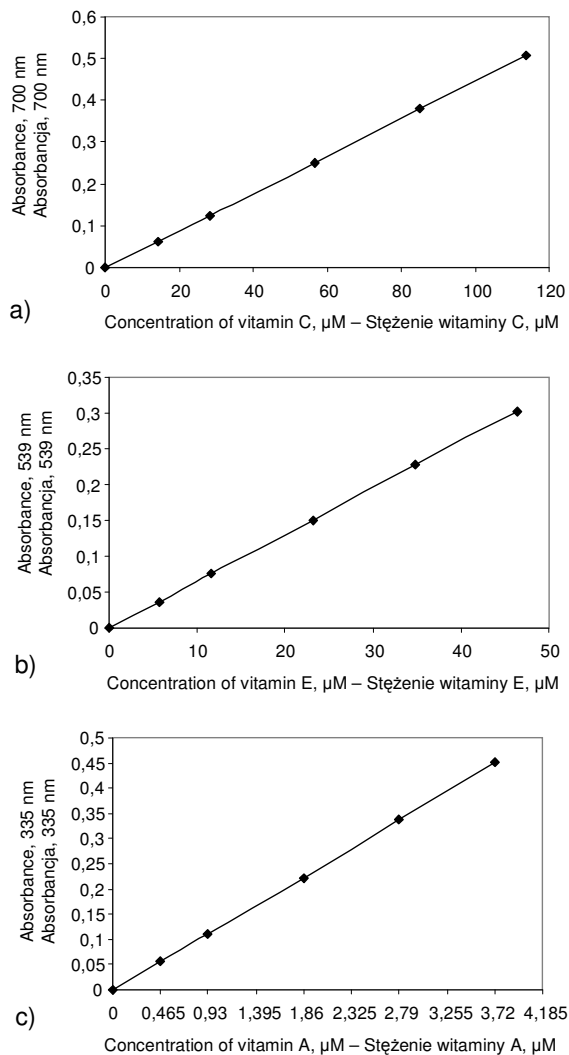 0,6
0,5
0,4
0,3
0,2
0,1
0
Absorbance, 700 nm
Absorbancja, 700 nm
0 20 40 60 80 100 120
a)
Concentration of vitamin C, µM – Stężenie witaminy C, µM
0,35
0,3
0,25
0,2
0,15
0,1
0,05
0
Absorbance, 539 nm
Absorbancja, 539 nm
0 10 20 30 40 50
b)
Concentration of vitamin E, µM – Stężenie witaminy E, µM
0,5
0,45
0,4
0,35
0,3
0,25
0,2
0,15
0,1
0,05
0
Absorbance, 335 nm
Absorbancja, 335 nm
0 0,465 0,93 1,395 1,86 2,325 2,79 3,255 3,72 4,185
c)
Concentration of vitamin A, µM – Stężenie witaminy A, µM